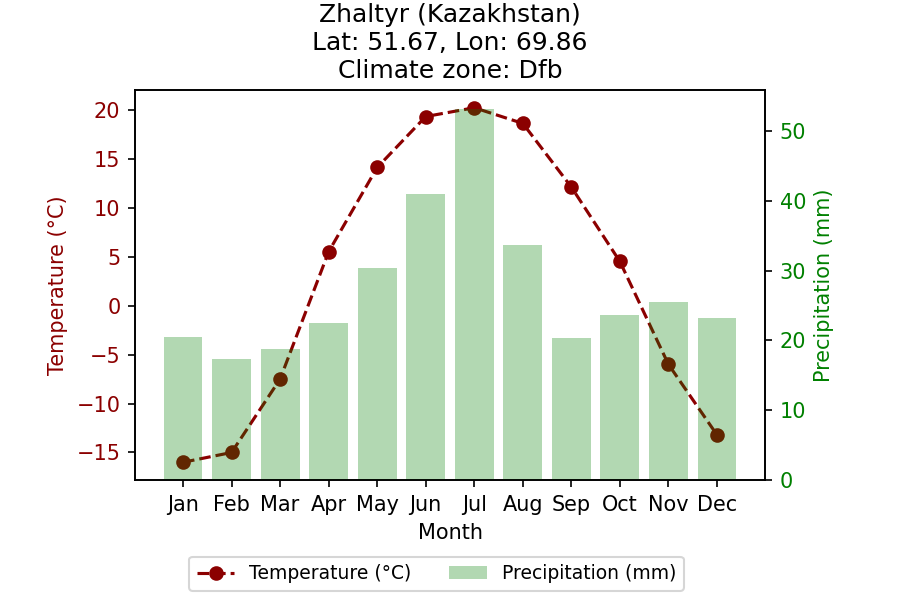 Zhaltyr (Kazakhstan)
Lat: 51.67, Lon: 69.86
Climate zone: Dfb
20
15
10
5
0
−5
−10
−15
Temperature (°C)
50
40
30
20
10
0
Precipitation (mm)
Jan Feb Mar Apr May Jun Jul Aug Sep Oct Nov Dec
Month
Temperature (°C) Precipitation (mm)